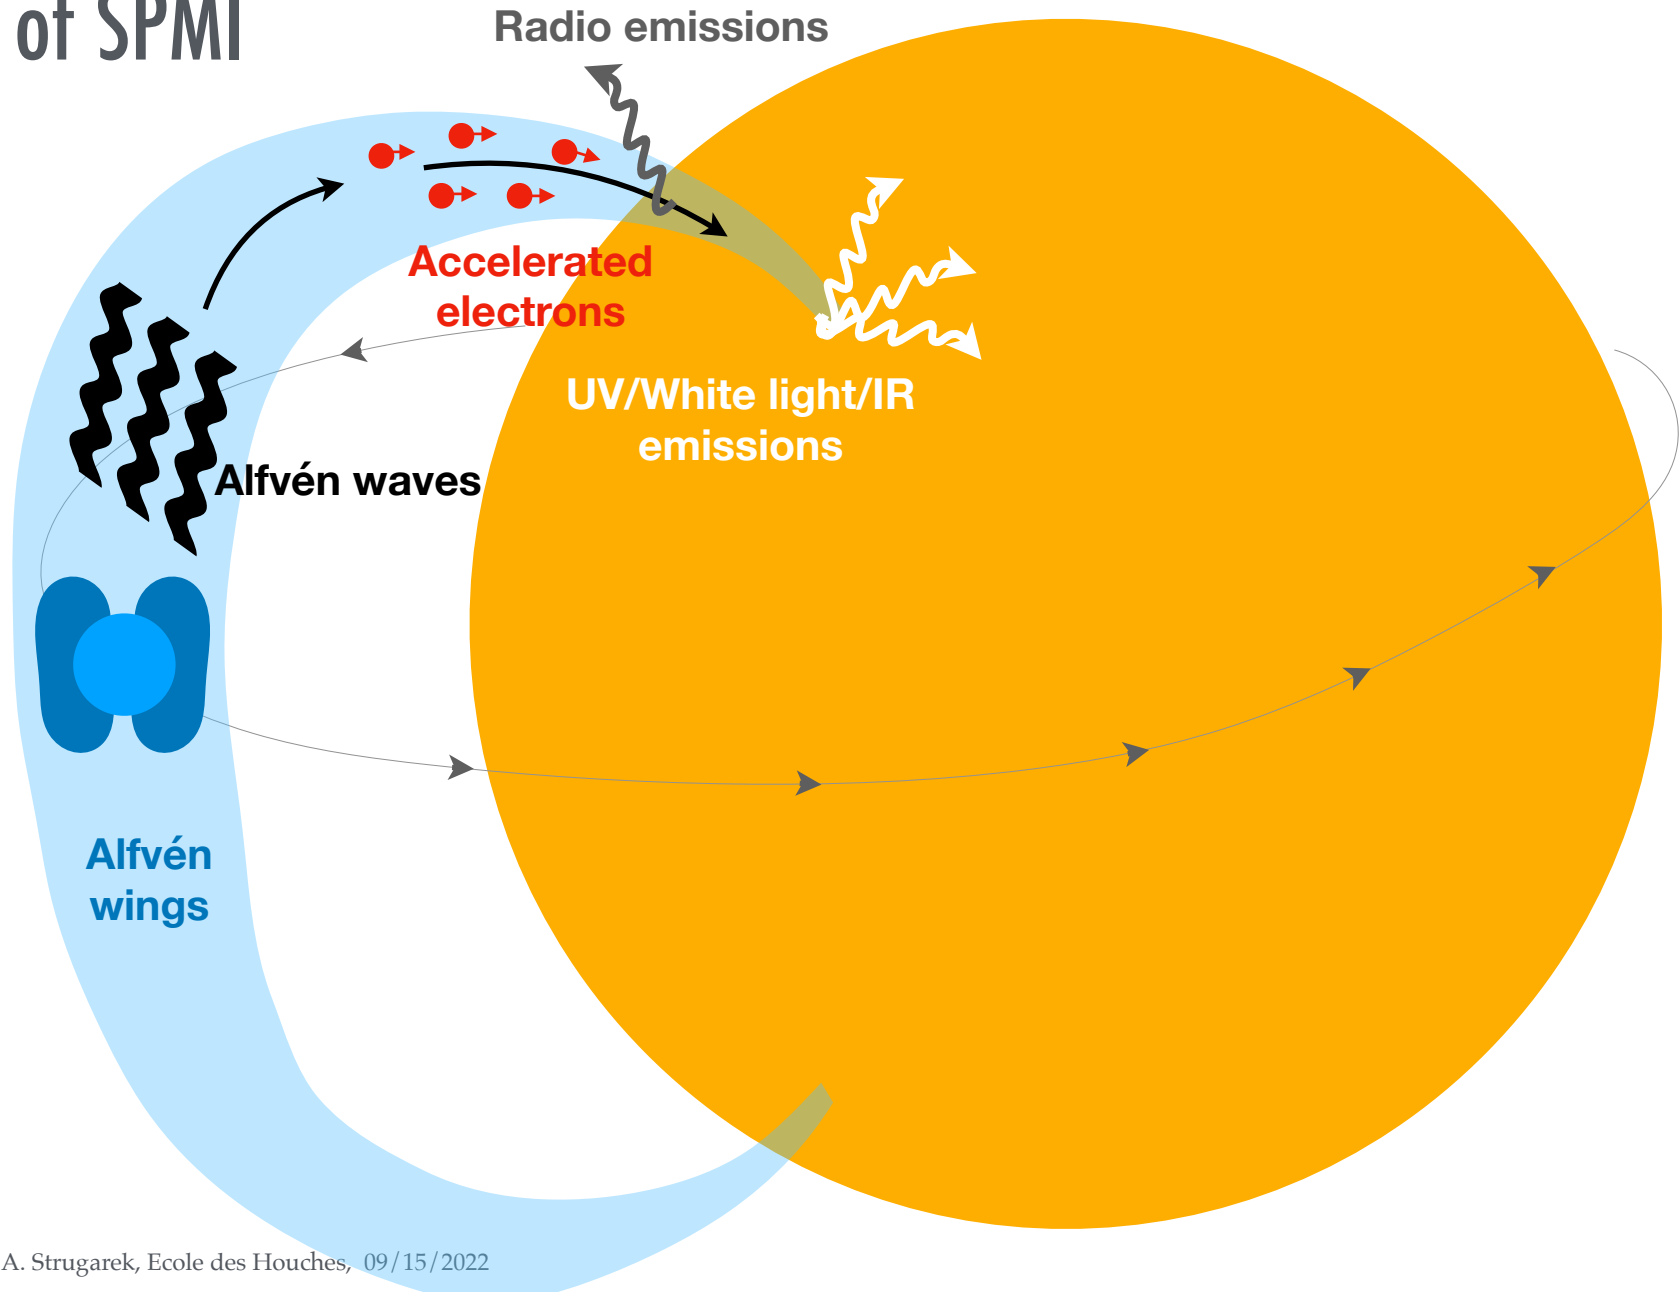 of SPMI
Radio emissions
Accelerated
electrons
UV/White light/IR
emissions
Alfvén waves
Alfvén
wings
A. Strugarek, Ecole des Houches, 09/15/2022